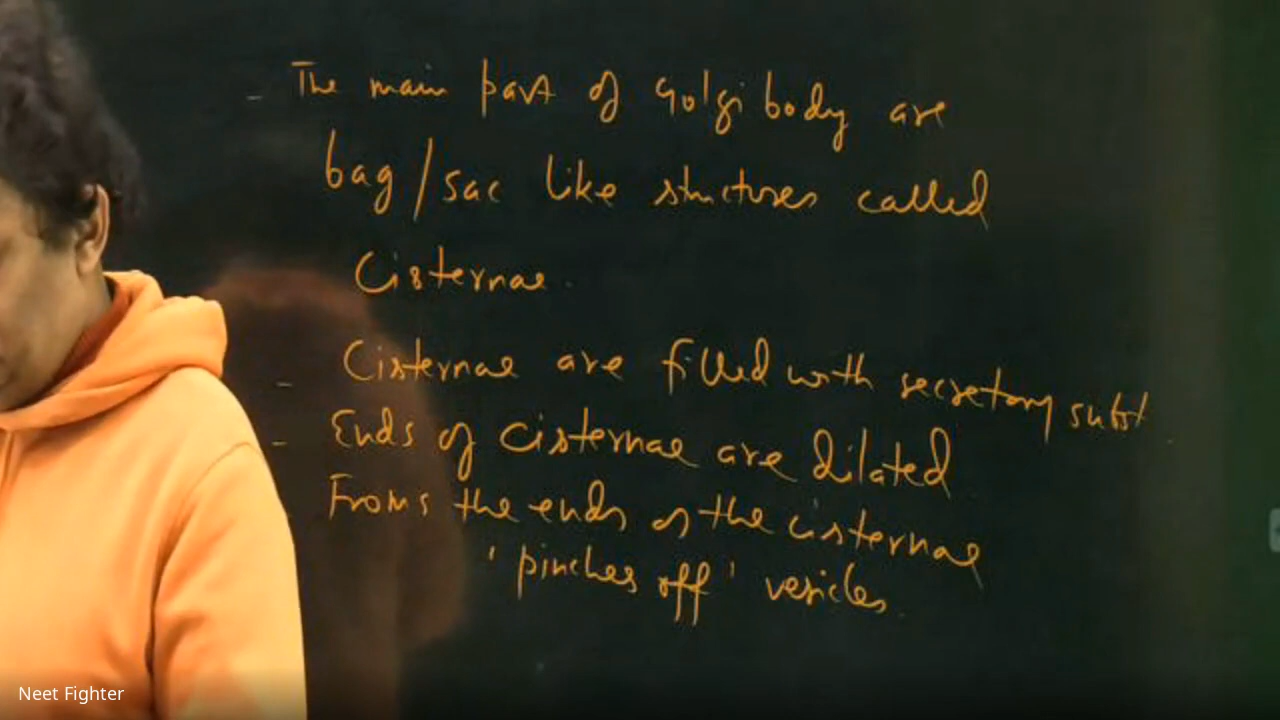 - The main part of Golgi body are
bag/sac like structures called
Cisternae.
- Cisternae are filled with secretory subst.
- Ends of cisternae are dilated
From the ends of the cisternae
'pinches off' vesicles.
Neet Fighter